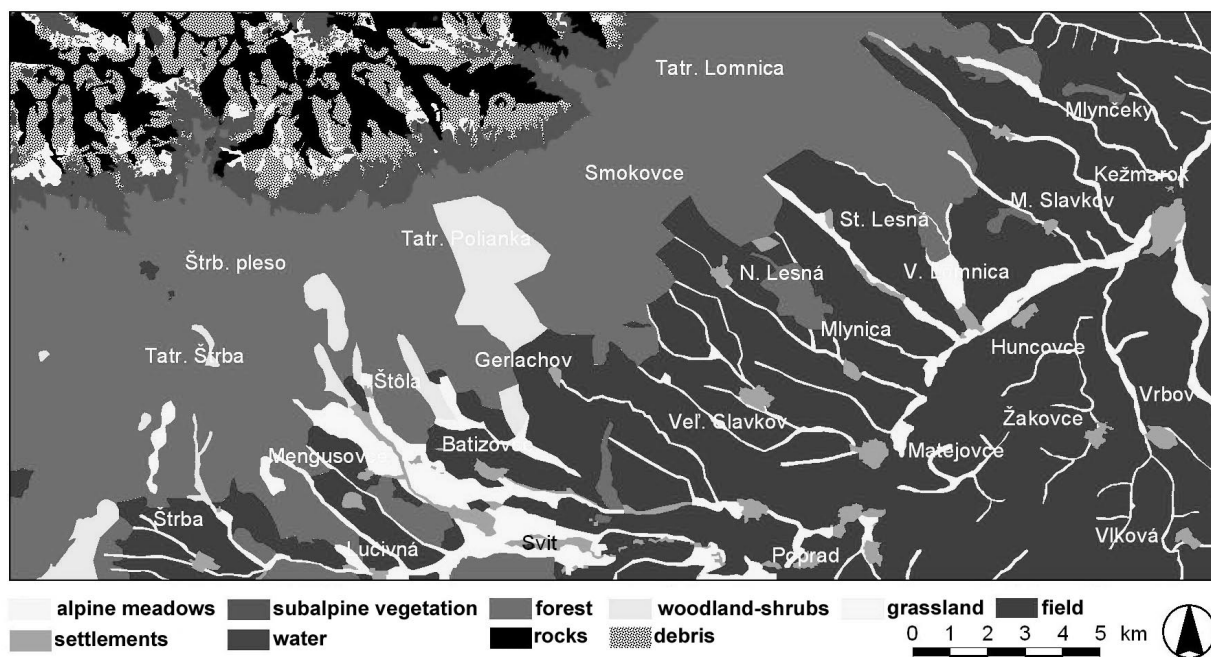 Tatr. Lomnica
Mlynčeky
Smokovce
Kežmarok
M. Slavkov
St. Lesná
Tatr. Polianka
Štrb. pleso
N. Lesná
V. Lomnica
Mlynica
Huncovce
Tatr. Štrba
Gerlachov
Štôla
Vrbov
Veľ. Slavkov
Žakovce
Batizovce
Matejovce
Mengusovce
Štrba
Vlková
Lučivná
Svit
Poprad
alpine meadows subalpine vegetation forest woodland-shrubs grassland field
settlements water rocks debris
0 1 2 3 4 5 km